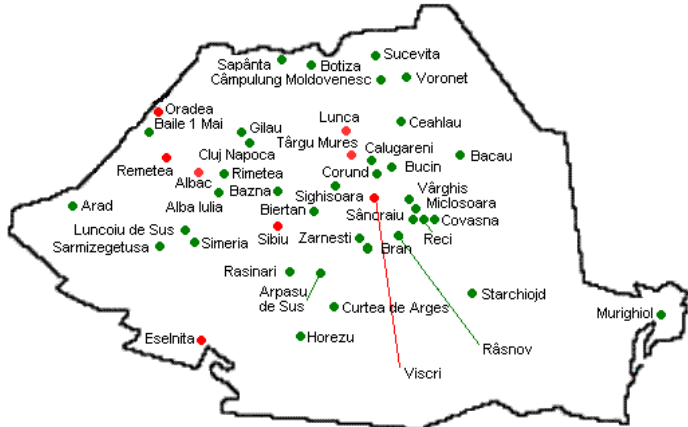 Sucevita
Sapânta
Botiza
Câmpulung Moldovenesc
Voronet
Oradea
Baile 1 Mai
Gilau
Lunca
Ceahlau
Târgu Mures
Cluj Napoca
Calugareni
Remetea
Rimetea
Corund
Bucin
Bacau
Albac
Bazna
Sighisoara
Vârghis
Arad
Alba Iulia
Biertan
Miclosoara
Sâncraiu
Covasna
Luncoiu de Sus
Sibiu
Zarnesti
Reci
Sarmizegetusa
Simeria
Bran
Rasinari
Arpasu
de Sus
Starchiojd
Curtea de Arges
Murighiol
Eselnita
Horezu
Râsnov
Viscri